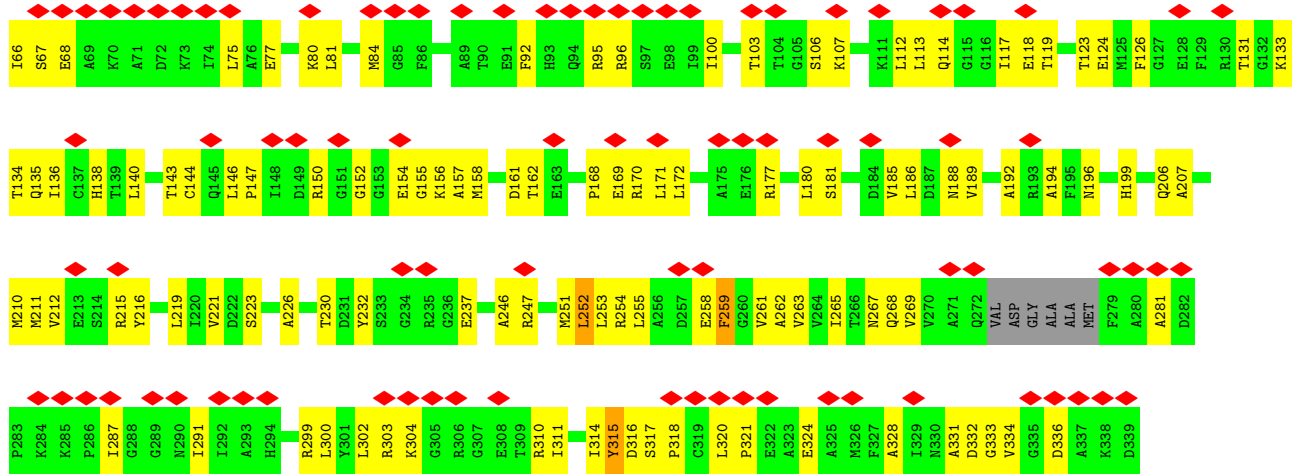 I66 S67 E68 A69 K70 A71 D72 K73 I74 L75 A76 E77 K80 L81 M84 G85 F86 A89 T90 E91 F92 H93 Q94 R95 R96 S97 E98 I99 I100 T103 T104 G105 S106 K107 K111 L112 L113 Q114 G115 G116 I117 E118 T119 T123 E124 M125 F126 G127 E128 F129 R130 T131 G132 K133
T134 Q135 I136 C137 H138 T139 L140 T143 C144 Q145 L146 P147 I148 D149 R150 G151 G152 G153 E154 G155 K156 A157 M158 D161 T162 E163 P168 E169 R170 L171 L172 A175 E176 R177 L180 S181 D184 V185 L186 D187 N188 V189 A192 R193 A194 F195 N196 H199 Q206 A207
M210 M211 V212 E213 S214 R215 Y216 L219 I220 V221 D222 S223 A226 T230 D231 Y232 S233 G234 R235 G236 E237 A246 R247 M251 L252 L253 R254 L255 A256 D257 E258 F259 G260 V261 A262 V263 V264 I265 T266 N267 Q268 V269 V270 A271 Q272 VAL ASP GLY ALA ALA MET F279 A280 A281 D282
P283 K284 K285 P286 I287 G288 G289 N290 I291 I292 A293 H294 R299 L300 Y301 L302 R303 K304 G305 R306 G307 E308 T309 R310 I311 I314 Y315 D316 S317 P318 C319 L320 P321 E322 A323 E324 A325 M326 F327 A328 I329 N330 A331 D332 G333 V334 G335 D336 A337 K338 D339